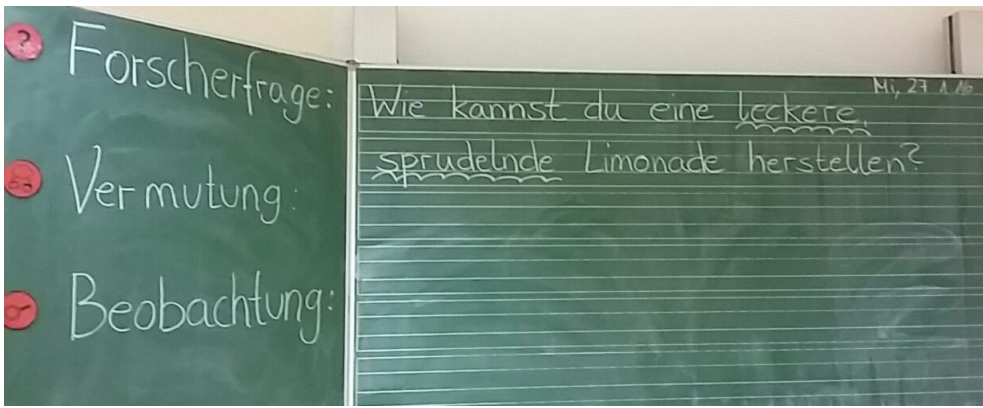 ?
Forscherfrage:
Vermutung:
Beobachtung:
Mi, 27 1.16
Wie kannst du eine leckere,
sprudelnde Limonade herstellen?